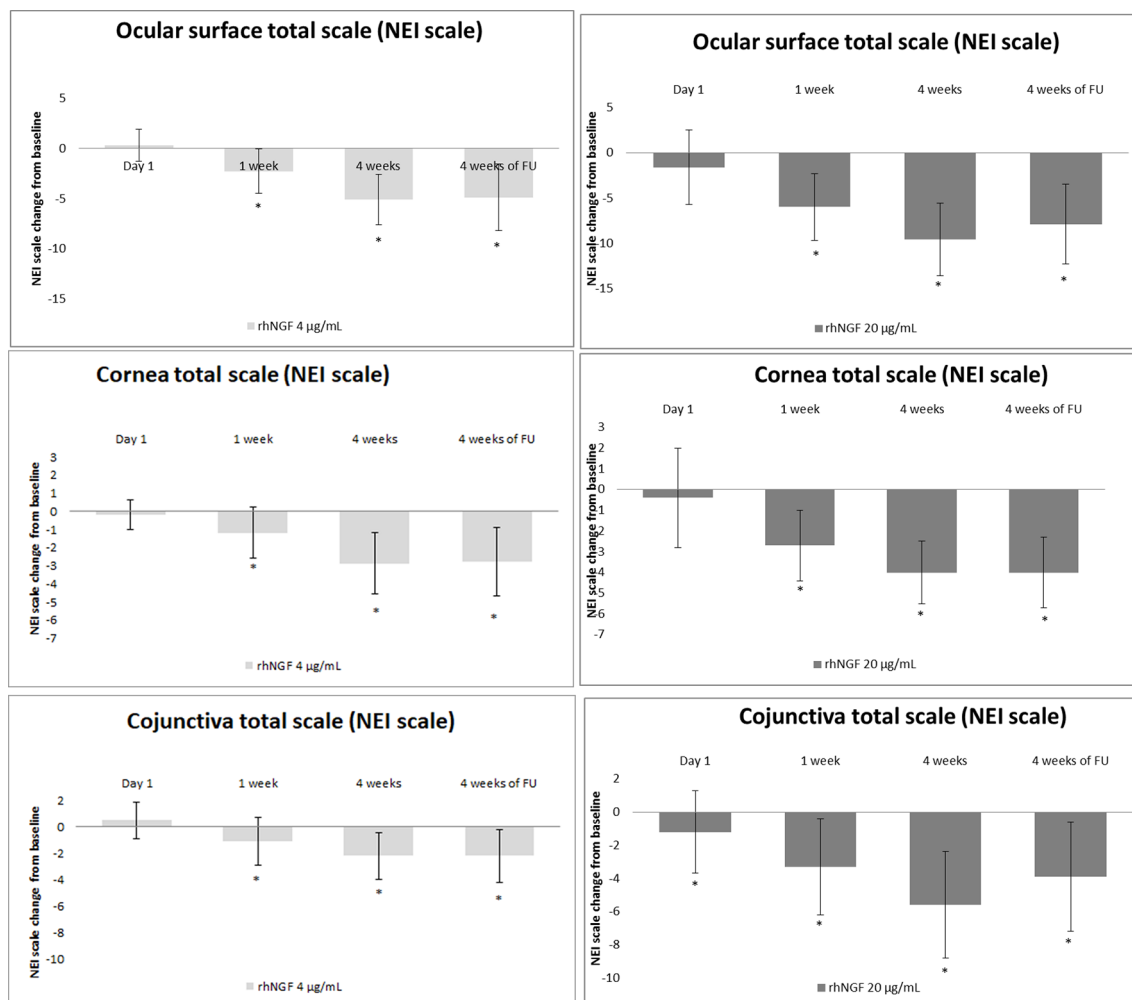 Ocular surface total scale (NEI scale)
NEI scale change from baseline
5
0
-5
-10
-15
Day 1
1 week
4 weeks
4 weeks of FU
*
*
*
rhNGF 4 µg/mL
Ocular surface total scale (NEI scale)
NEI scale change from baseline
Day 1
1 week
4 weeks
4 weeks of FU
5
0
-5
-10
-15
*
*
*
rhNGF 20 µg/mL
Cornea total scale (NEI scale)
NEI scale change from baseline
Day 1
1 week
4 weeks
4 weeks of FU
3
2
1
0
-1
-2
-3
-4
-5
-6
-7
*
*
*
rhNGF 4 µg/mL
Cornea total scale (NEI scale)
NEI scale change from baseline
Day 1
1 week
4 weeks
4 weeks of FU
3
2
1
0
-1
-2
-3
-4
-5
-6
-7
*
*
*
rhNGF 20 µg/mL
Cojunctiva total scale (NEI scale)
NEI scale change from baseline
Day 1
1 week
4 weeks
4 weeks of FU
2
0
-2
-4
-6
-8
-10
*
*
*
rhNGF 4 µg/mL
Cojunctiva total scale (NEI scale)
NEI scale change from baseline
Day 1
1 week
4 weeks
4 weeks of FU
2
0
-2
-4
-6
-8
-10
*
*
*
*
rhNGF 20 µg/mL